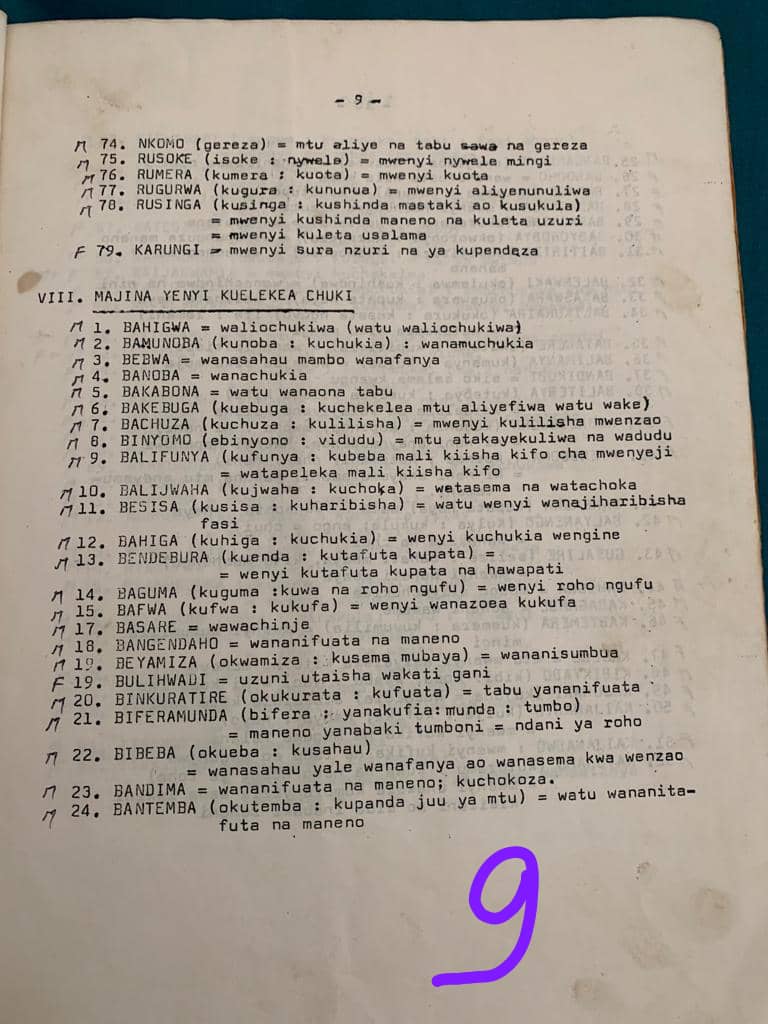 - 9 -
M 74. NKOMO (gereza) = mtu aliye na tabu sawa na gereza
M 75. RUSOKE (isoke : nywele) = mwenyi nywele mingi
M 76. RUMERA (kumera : kuota) = mwenyi kuota
M 77. RUGURWA (kugura : kununua) = mwenyi aliyenunuliwa
M 78. RUSINGA (kusinga : kushinda mastaki ao kusukula)
= mwenyi kushinda maneno na kuleta uzuri
= mwenyi kuleta usalama
F 79. KARUNGI = mwenyi sura nzuri na ya kupendeza
VIII. MAJINA YENYI KUELEKEA CHUKI
M 1. BAHIGWA = waliochukiwa (watu waliochukiwa)
M 2. BAMUNOBA (kunoba : kuchukia) : wanamuchukia
M 3. BEBWA = wanasahau mambo wanafanya
M 4. BANOBA = wanachukia
M 5. BAKABONA = watu wanaona tabu
M 6. BAKEBUGA (kuebuga : kuchekelea mtu aliyefiwa watu wake)
M 7. BACHUZA (kuchuza : kulilisha) = mwenyi kulilisha mwenzao
M 8. BINYOMO (ebinyono : vidudu) = mtu atakayekuliwa na wadudu
M 9. BALIFUNYA (kufunya : kubeba mali kiisha kifo cha mwenyeji
= watapeleka mali kiisha kifo
M 10. BALIJWAHA (kujwaha : kuchoka) = wetasema na watachoka
M 11. BESISA (kusisa : kuharibisha) = watu wenyi wanajiharibisha
fasi
M 12. BAHIGA (kuhiga : kuchukia) = wenyi kuchukia wengine
M 13. BENDEBURA (kuenda : kutafuta kupata) =
= wenyi kutafuta kupata na hawapati
M 14. BAGUMA (kuguma :kuwa na roho ngufu) = wenyi roho ngufu
M 15. BAFWA (kufwa : kukufa) = wenyi wanazoea kukufa
M 17. BASARE = wawachinje
M 18. BANGENDAHO = wananifuata na maneno
M 19. BEYAMIZA (okwamiza : kusema mubaya) = wananisumbua
F 19. BULIHWADI = uzuni utaisha wakati gani
M 20. BINKURATIRE (okukurata : kufuata) = tabu yananifuata
M 21. BIFERAMUNDA (bifera : yanakufia:munda : tumbo)
= maneno yanabaki tumboni = ndani ya roho
M 22. BIBEBA (okueba : kusahau)
= wanasahau yale wanafanya ao wanasema kwa wenzao
M 23. BANDIMA = wananifuata na maneno; kuchokoza.
M 24. BANTEMBA (okutemba : kupanda juu ya mtu) = watu wananita-
futa na maneno
9